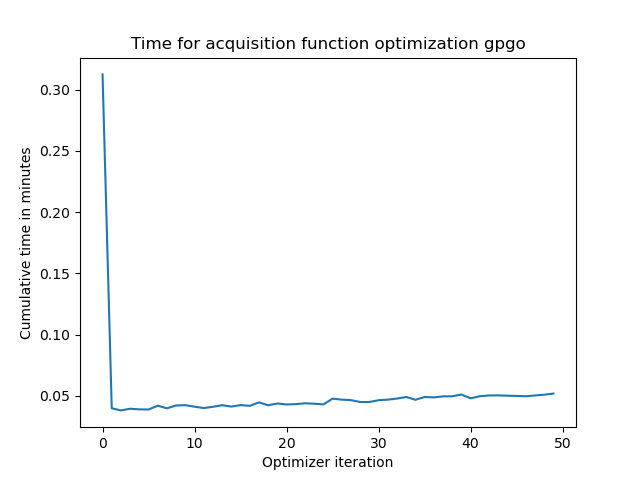 Time for acquisition function optimization gpgo
0.30
0.25
0.20
0.15
0.10
0.05
Cumulative time in minutes
0 10 20 30 40 50
Optimizer iteration